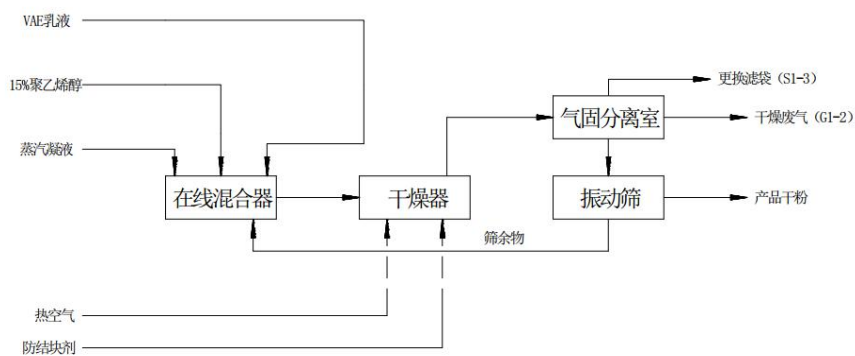 VAE乳液
15%聚乙烯醇
蒸汽凝液
在线混合器
干燥器
气固分离室
更换滤袋（S1-3）
干燥废气（G1-2）
振动筛
产品干粉
筛余物
热空气
防结块剂